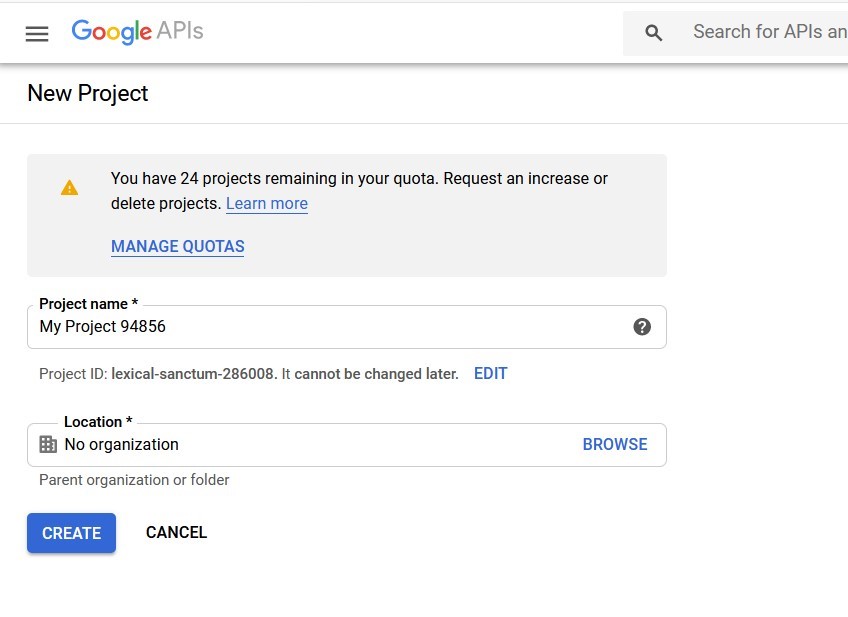 Google APIs
Search for APIs an
New Project
You have 24 projects remaining in your quota. Request an increase or
delete projects. Learn more
MANAGE QUOTAS
Project name *
My Project 94856
Project ID: lexical-sanctum-286008. It cannot be changed later. EDIT
Location *
No organization BROWSE
Parent organization or folder
CREATE CANCEL